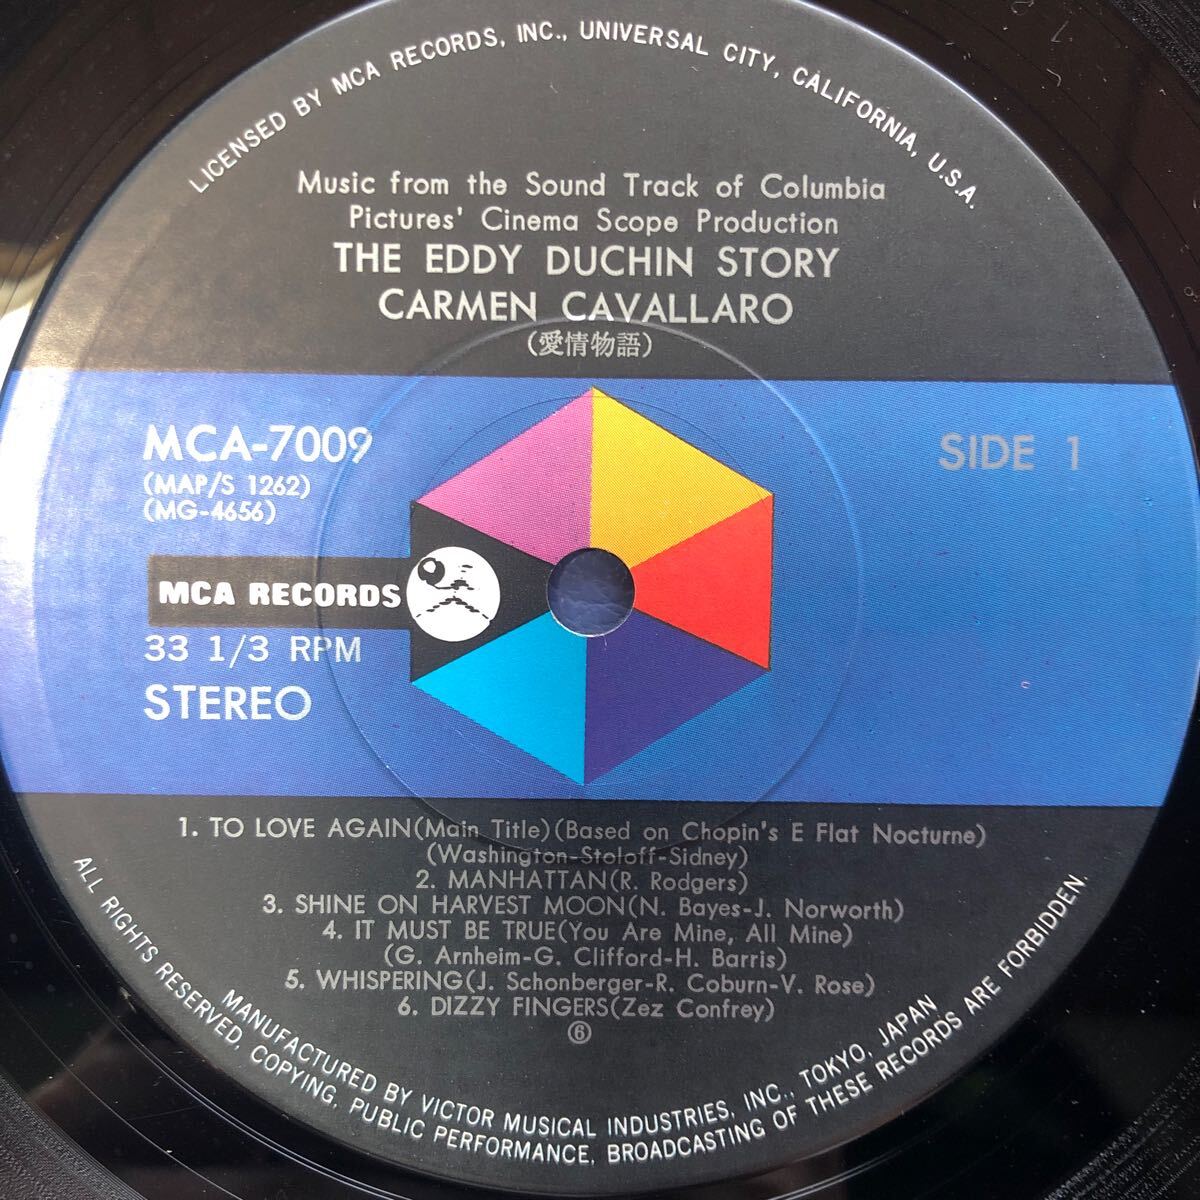 LICENSED BY MCA RECORDS, INC., UNIVERSAL CITY, CALIFORNIA, U.S.A.
Music from the Sound Track of Columbia
Pictures' Cinema Scope Production
THE EDDY DUCHIN STORY
CARMEN CAVALLARO
(愛情物語)
MCA-7009
(MAP/S 1262)
(MG-4656)
SIDE 1
MCA RECORDS
33 1/3 RPM
STEREO
1. TO LOVE AGAIN(Main Title)(Based on Chopin's E Flat Nocturne)
(Washington-Stoloff-Sidney)
2. MANHATTAN(R. Rodgers)
3. SHINE ON HARVEST MOON(N. Bayes-J. Norworth)
4. IT MUST BE TRUE(You Are Mine, All Mine)
(G. Arnheim-G. Clifford-H. Barris)
5. WHISPERING(J. Schonberger-R. Coburn-V. Rose)
6. DIZZY FINGERS(Zez Confrey)
⑥
MANUFACTURED BY VICTOR MUSICAL INDUSTRIES, INC., TOKYO, JAPAN
ALL RIGHTS RESERVED, COPYING, PUBLIC PERFORMANCE, BROADCASTING OF THESE RECORDS ARE FORBIDDEN.